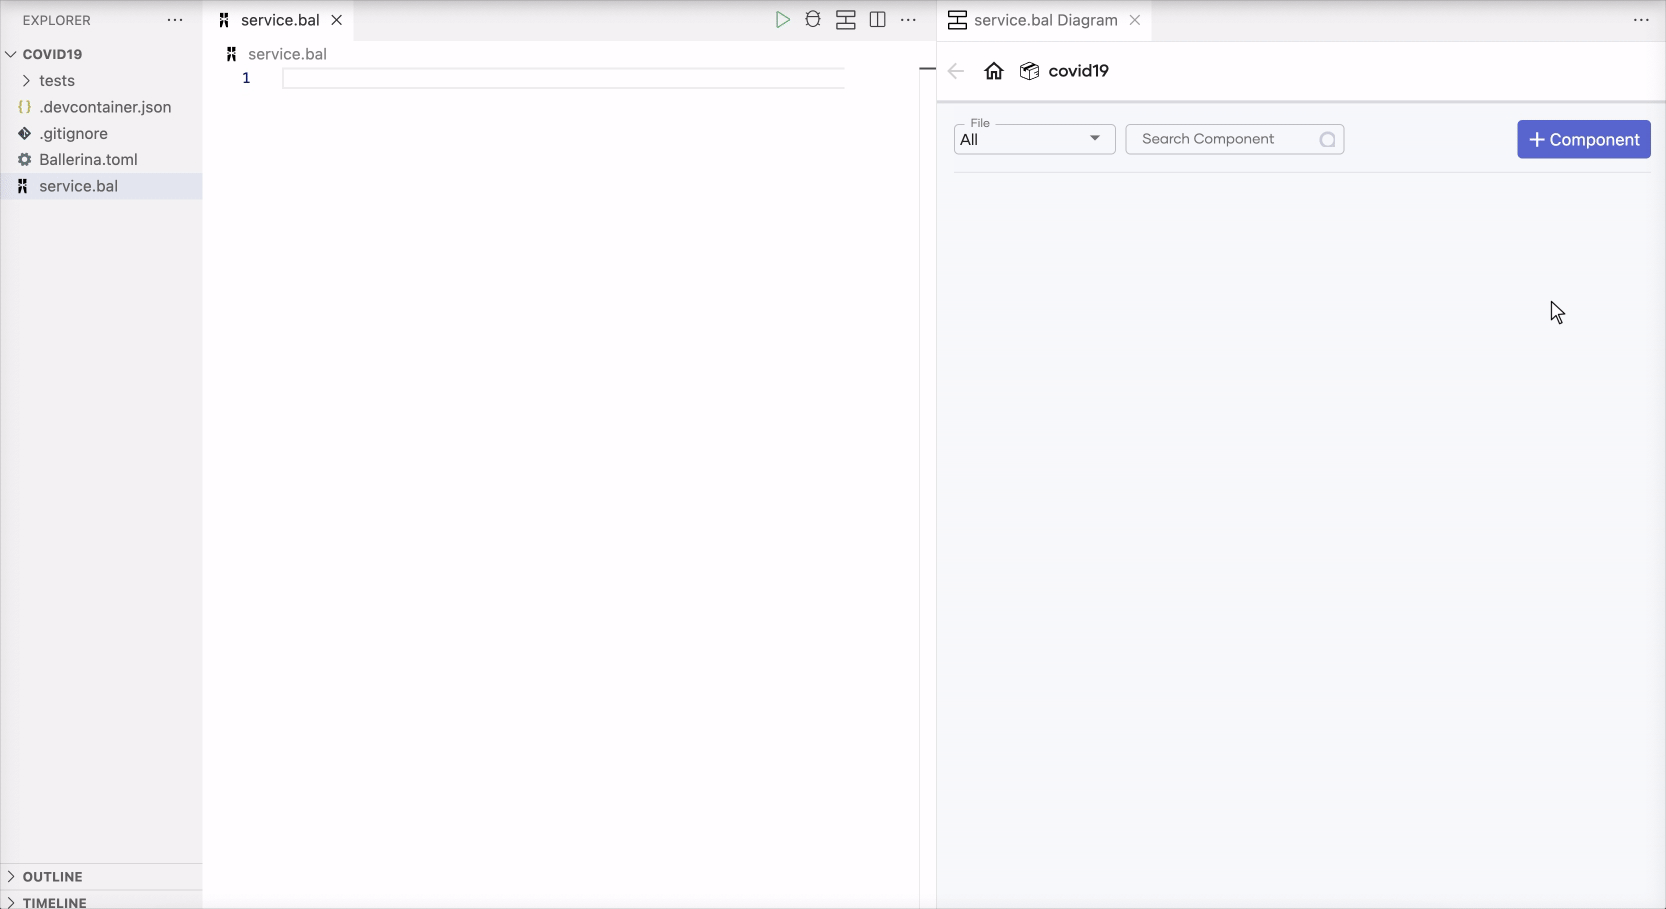 EXPLORER
COVID19
tests
.devcontainer.json
.gitignore
Ballerina.toml
service.bal
OUTLINE
TIMELINE
service.bal
service.bal
1
service.bal Diagram
covid19
File
All
Search Component
+ Component